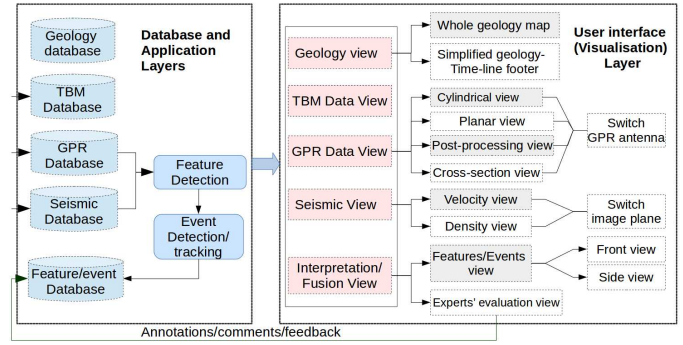 Geology
database
Database and
Application
Layers
TBM
Database
GPR
Database
Seismic
Database
Feature
Detection
Event
Detection/
tracking
Feature/event
Database
Geology view
Whole geology map
Simplified geology-
Time-line footer
User interface
(Visualisation)
Layer
TBM Data View
GPR Data View
Cylindrical view
Planar view
Post-processing view
Cross-section view
Switch
GPR antenna
Seismic View
Velocity view
Density view
Switch
image plane
Interpretation/
Fusion View
Features/Events
view
Front view
Side view
Experts' evaluation view
Annotations/comments/feedback